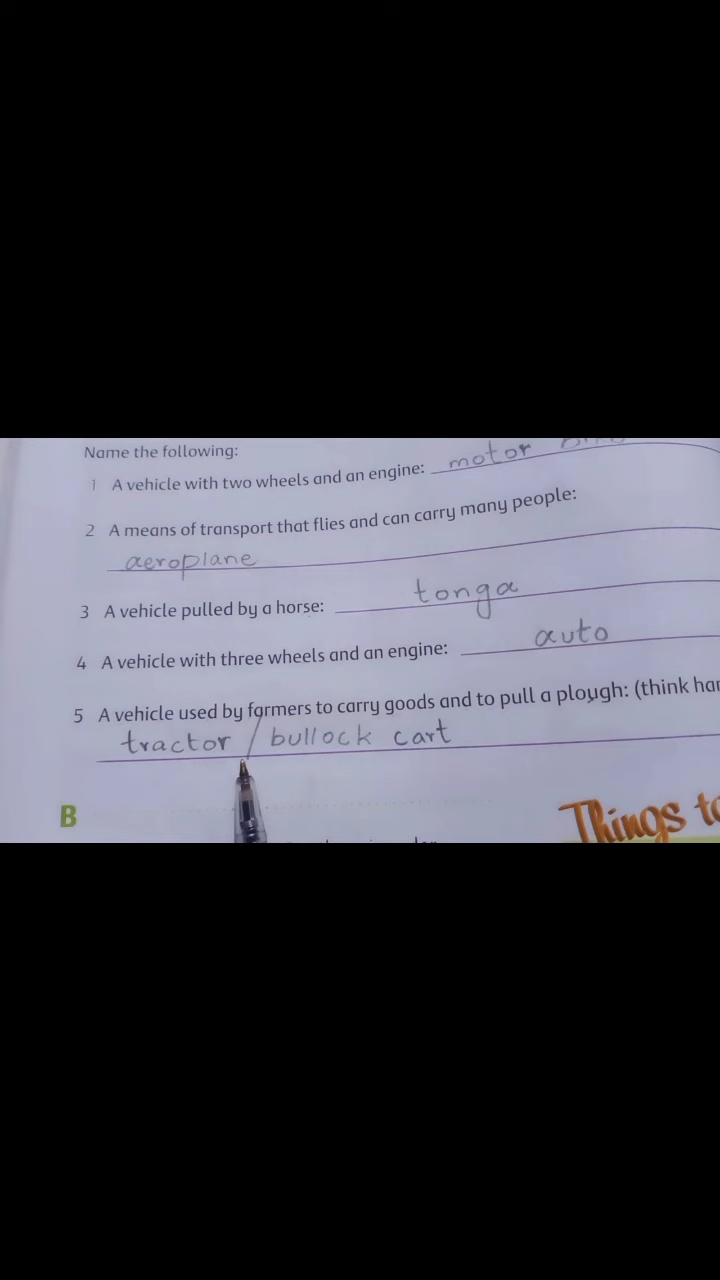 Name the following:
1 A vehicle with two wheels and an engine: motor
2 A means of transport that flies and can carry many people:
aeroplane
3 A vehicle pulled by a horse: tonga
4 A vehicle with three wheels and an engine: auto
5 A vehicle used by farmers to carry goods and to pull a plough: (think
tractor / bullock cart
B
Things